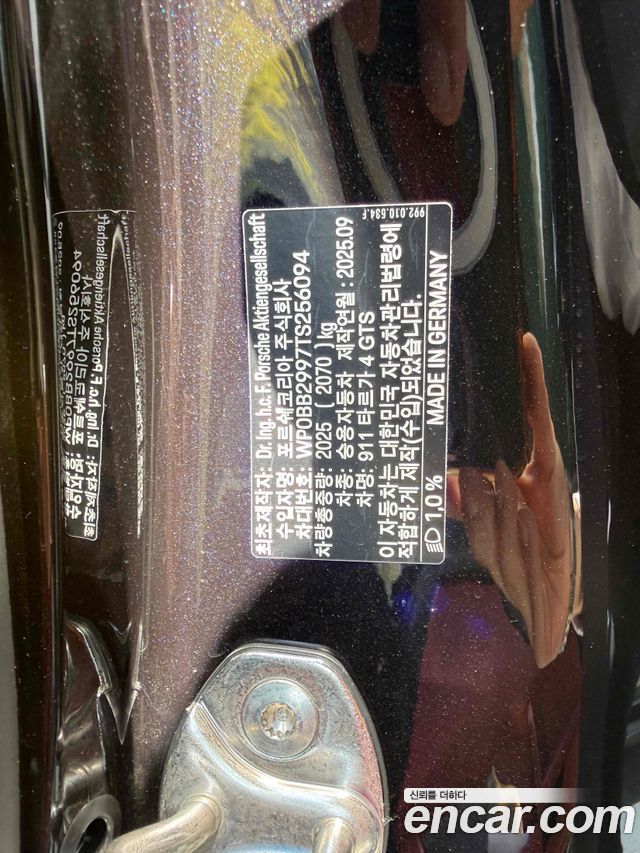 최초제작자: Dr. Ing. h.c. F. Porsche Aktiengesellschaft
수입자명: 포르쉐코리아 주식회사
차대번호: WP0BB2997TS256094
차량총중량: 2025 ( 2070 ) kg
차종: 승용자동차 제작연월: 2025.09
차명: 911 타르가 4 GTS
이 자동차는 대한민국 자동차관리법령에
적합하게 제작(수입)되었습니다.
1,0 % MADE IN GERMANY
992.010.534.F
신뢰를 더하다
encar.com